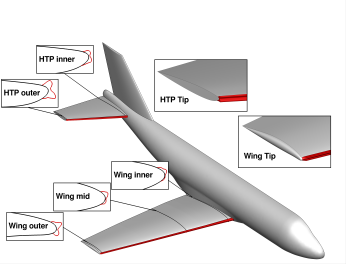 HTP inner
HTP outer
HTP Tip
Wing Tip
Wing inner
Wing mid
Wing outer